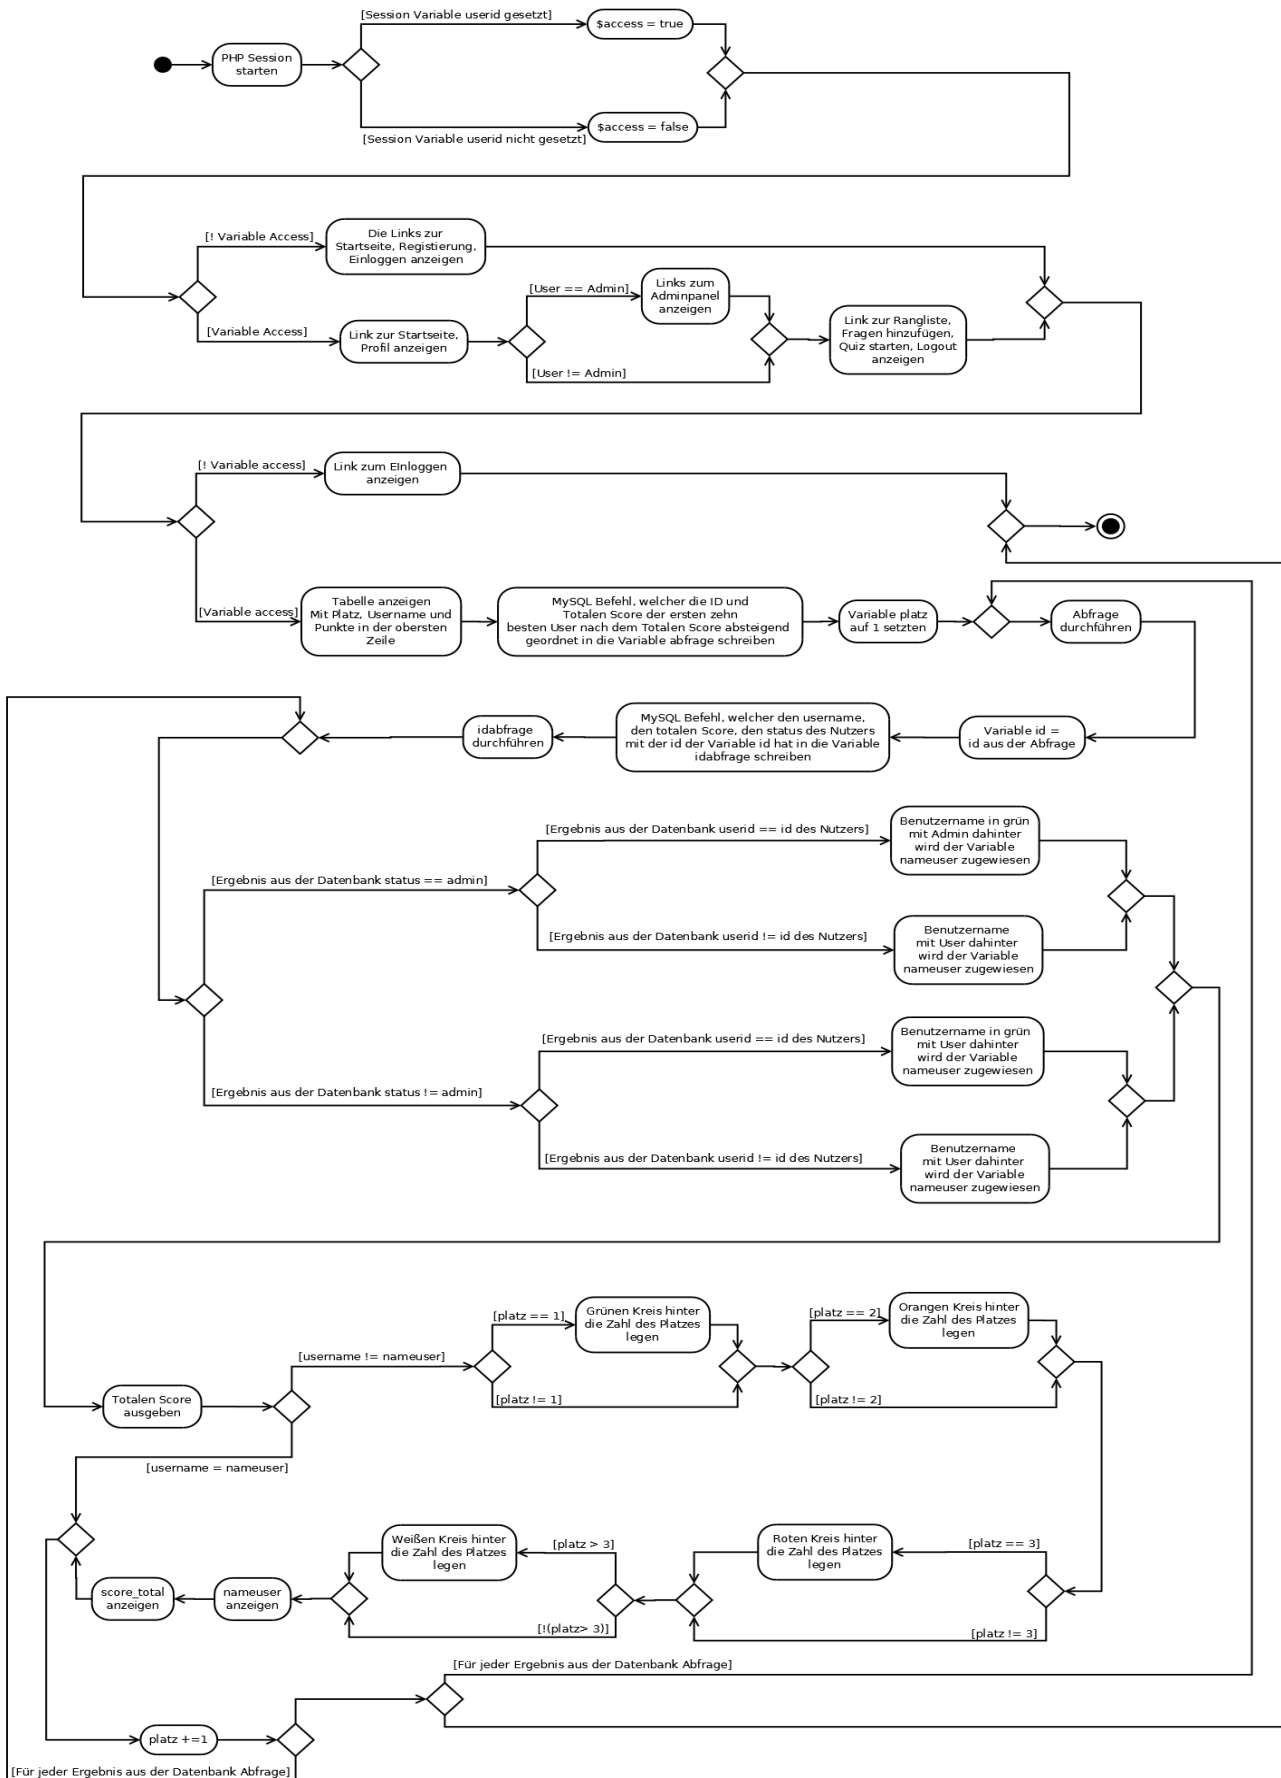 [Session Variable userid gesetzt]
$access = true
PHP Session
starten
$access = false
[Session Variable userid nicht gesetzt]
[! Variable Access]
Die Links zur
Startseite, Registierung,
Einloggen anzeigen
[User == Admin]
Links zum
Adminpanel
anzeigen
[Variable Access]
Link zur Startseite,
Profil anzeigen
Link zur Rangliste,
Fragen hinzufügen,
Quiz starten, Logout
anzeigen
[User != Admin]
[! Variable access]
Link zum EInloggen
anzeigen
[Variable access]
Tabelle anzeigen
Mit Platz, Username und
Punkte in der obersten
Zeile
MySQL Befehl, welcher die ID und
Totalen Score der ersten zehn
besten User nach dem Totalen Score absteigend
geordnet in die Variable abfrage schreiben
Variable platz
auf 1 setzten
Abfrage
durchführen
idabfrage
durchführen
MySQL Befehl, welcher den username,
den totalen Score, den status des Nutzers
mit der id der Variable id hat in die Variable
idabfrage schreiben
Variable id =
id aus der Abfrage
[Ergebnis aus der Datenbank userid == id des Nutzers]
Benutzername in grün
mit Admin dahinter
wird der Variable
nameuser zugewiesen
[Ergebnis aus der Datenbank status == admin]
[Ergebnis aus der Datenbank userid != id des Nutzers]
Benutzername
mit User dahinter
wird der Variable
nameuser zugewiesen
[Ergebnis aus der Datenbank userid == id des Nutzers]
Benutzername in grün
mit User dahinter
wird der Variable
nameuser zugewiesen
[Ergebnis aus der Datenbank status != admin]
[Ergebnis aus der Datenbank userid != id des Nutzers]
Benutzername
mit User dahinter
wird der Variable
nameuser zugewiesen
[platz == 1]
Grünen Kreis hinter
die Zahl des Platzes
legen
[platz == 2]
Orangen Kreis hinter
die Zahl des Platzes
legen
[username != nameuser]
[platz != 1]
[platz != 2]
Totalen Score
ausgeben
[username = nameuser]
Weißen Kreis hinter
die Zahl des Platzes
legen
[platz > 3]
Roten Kreis hinter
die Zahl des Platzes
legen
[platz == 3]
score_total
anzeigen
nameuser
anzeigen
[!(platz> 3)]
[platz != 3]
[Für jeder Ergebnis aus der Datenbank Abfrage]
platz +=1
[Für jeder Ergebnis aus der Datenbank Abfrage]